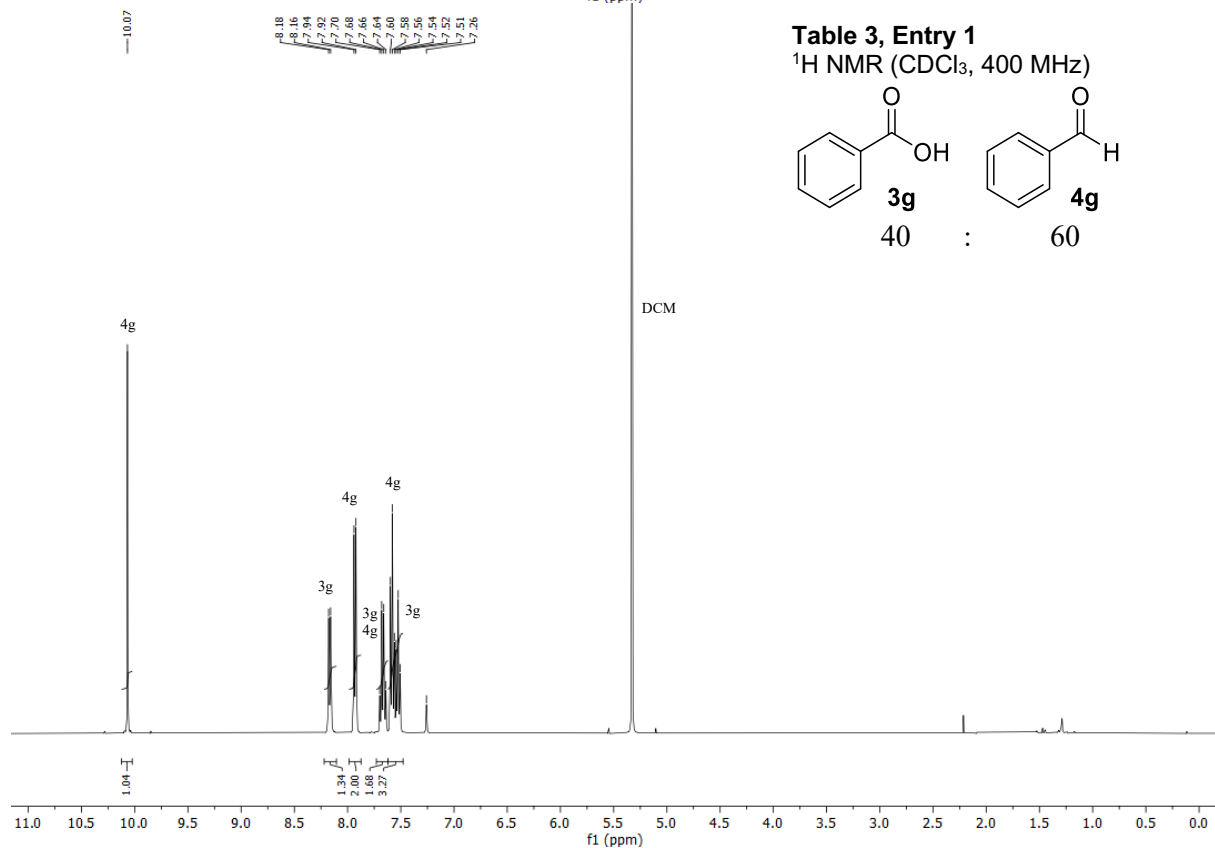 f1 (ppm)
10.07
8.18
8.16
7.94
7.92
7.70
7.68
7.66
7.64
7.60
7.58
7.56
7.54
7.52
7.51
7.26
Table 3, Entry 1
¹H NMR (CDCl₃, 400 MHz)
O
OH
3g
O
H
4g
40 : 60
DCM
4g
3g
4g
3g
4g
4g
3g
1.04
1.34
2.00
1.68
3.27
11.0 10.5 10.0 9.5 9.0 8.5 8.0 7.5 7.0 6.5 6.0 5.5 5.0 4.5 4.0 3.5 3.0 2.5 2.0 1.5 1.0 0.5 0.0
f1 (ppm)